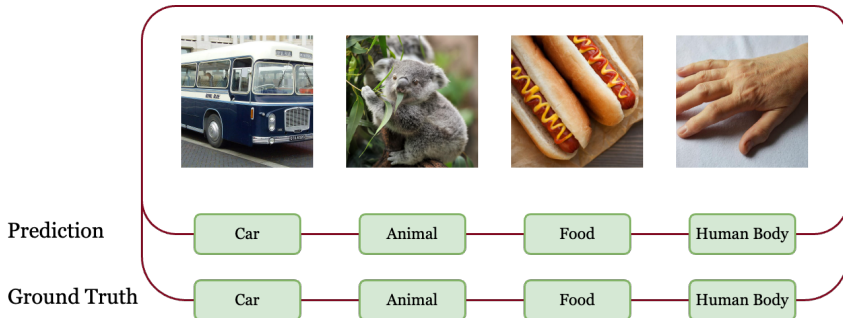 Prediction
Car
Animal
Food
Human Body
Ground Truth
Car
Animal
Food
Human Body